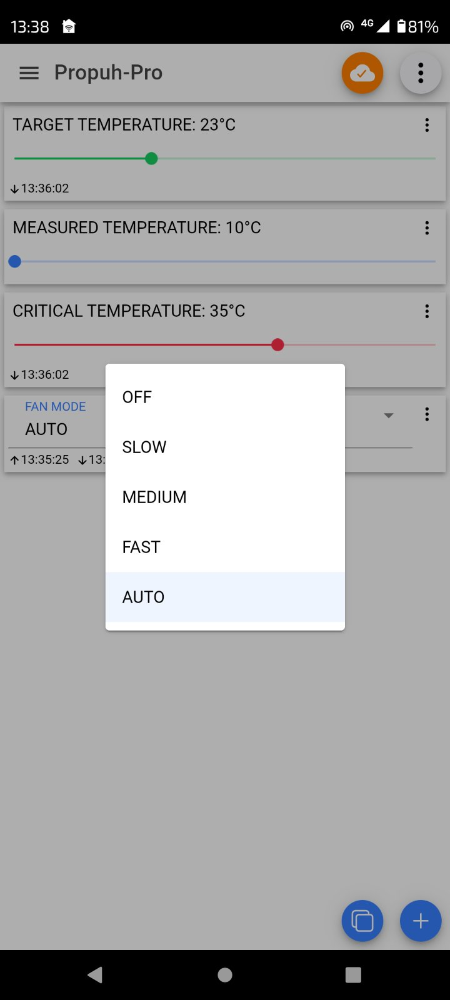 13:38 4G 81%
Propuh-Pro
TARGET TEMPERATURE: 23°C
13:36:02
MEASURED TEMPERATURE: 10°C
CRITICAL TEMPERATURE: 35°C
13:36:02
FAN MODE
AUTO
13:35:25 13:
OFF
SLOW
MEDIUM
FAST
AUTO